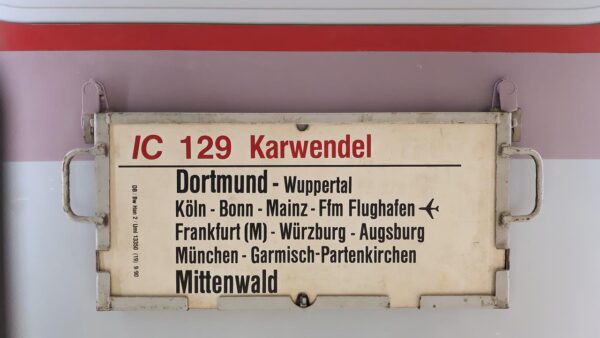 IC 129 Karwendel
Dortmund - Wuppertal
Köln - Bonn - Mainz - Ffm Flughafen
Frankfurt (M) - Würzburg - Augsburg
München - Garmisch-Partenkirchen
Mittenwald